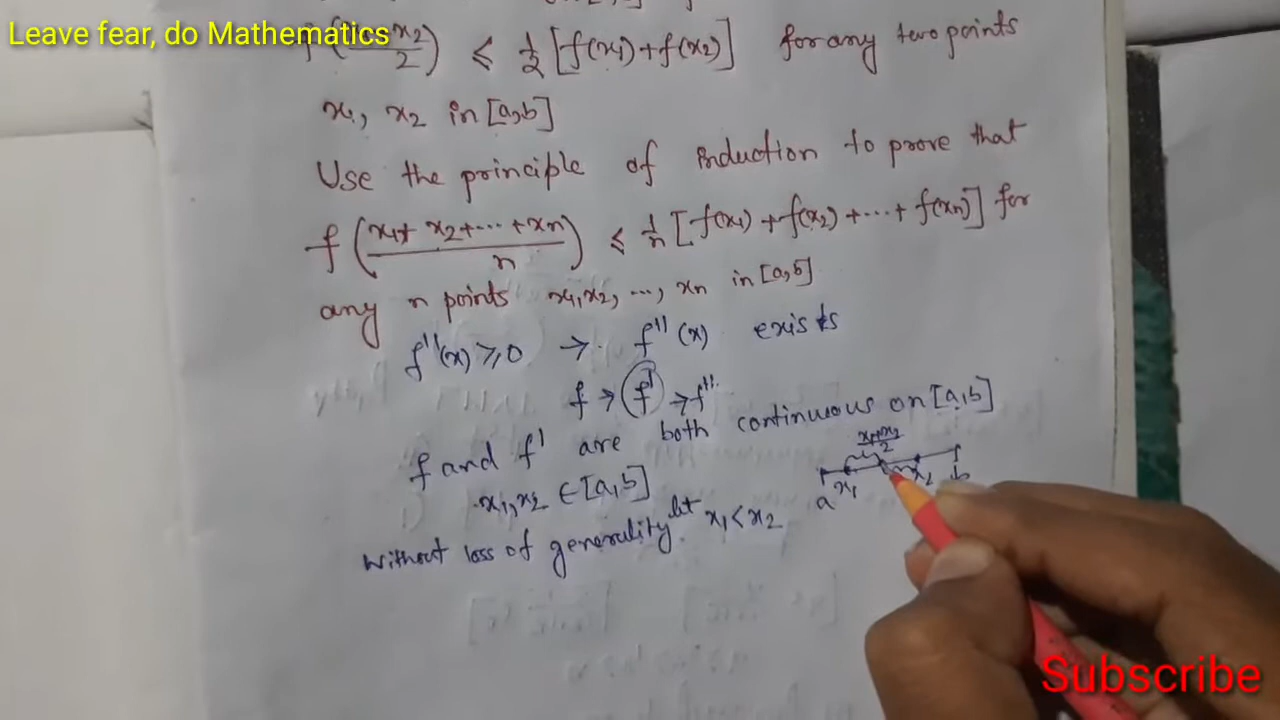 Leave fear, do Mathematics
x2
2) ≤ 1/2 [f(x1)+f(x2)] for any two points
x1, x2 in [a,b]
Use the principle of induction to prove that
f(x1+x2+...+xn / n) ≤ 1/n [f(x1)+f(x2)+...+f(xn)] for
any n points x1,x2,...,xn in [a,b]
f''(x)≥0 → f''(x) exists
f → f' → f''
f and f' are both continuous on [a,b]
x1+x2 / 2
a x1 x2 b
x1,x2 ∈ [a,b]
Without loss of generality let x1<x2
Subscribe